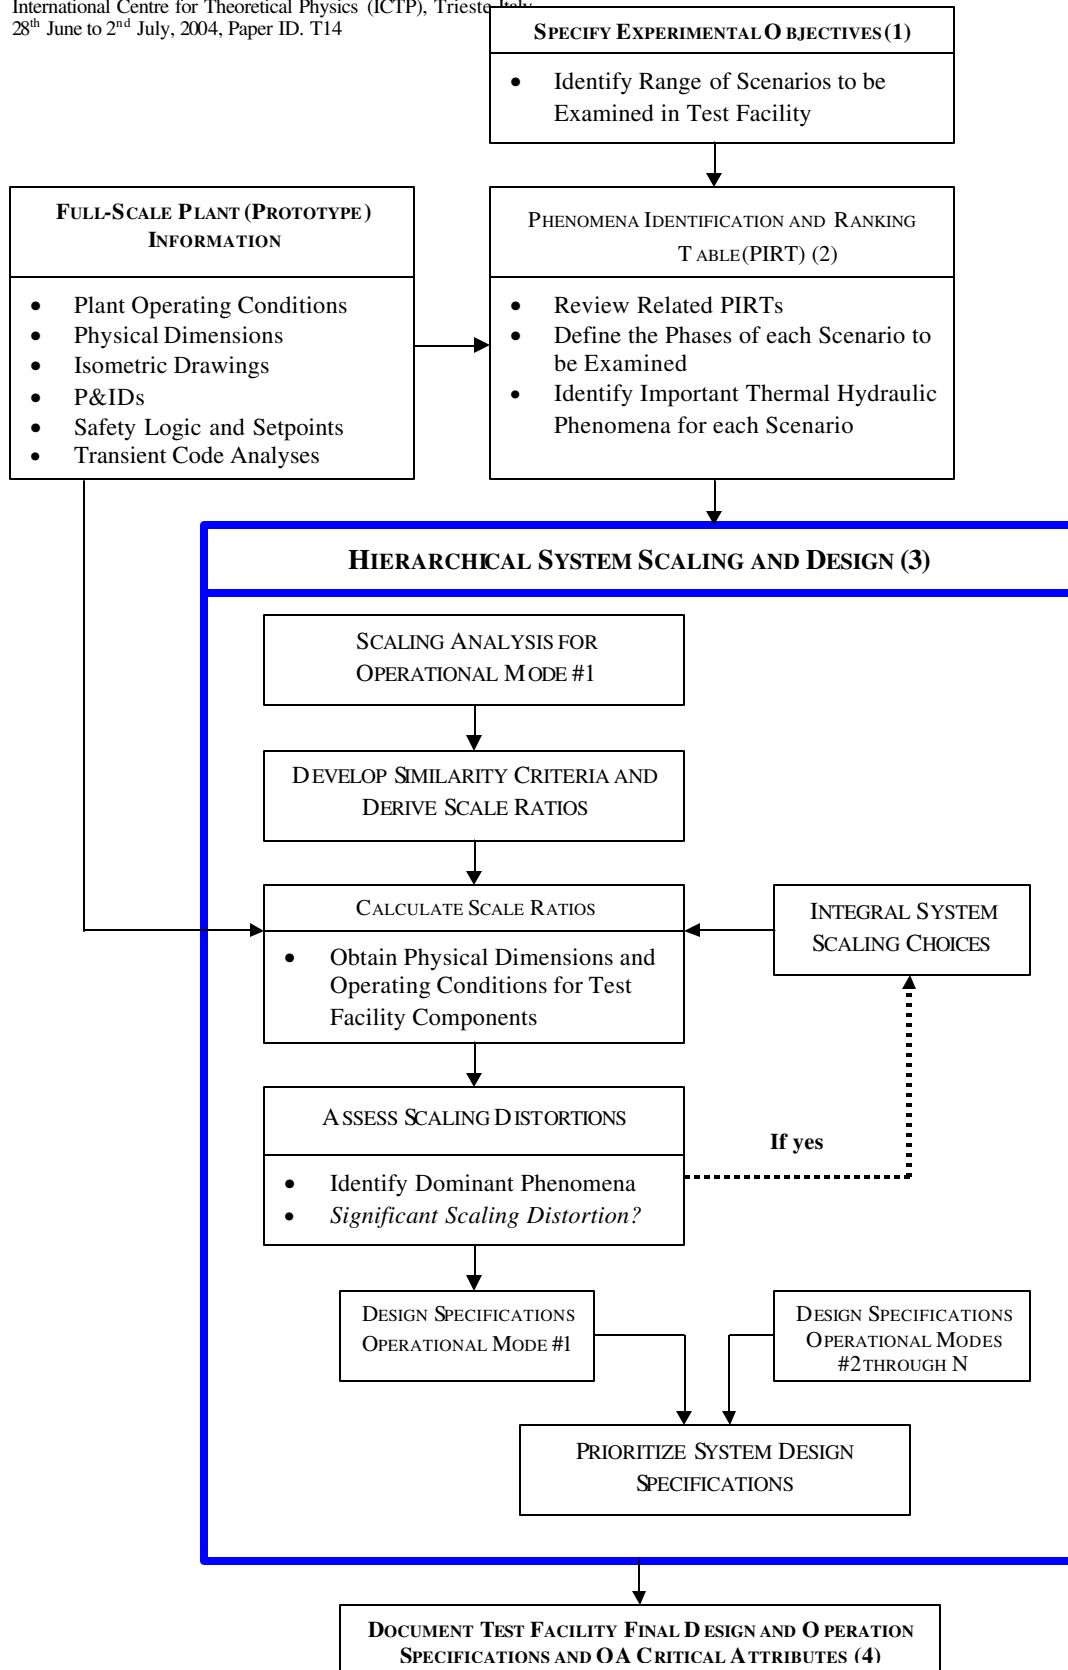 International Centre for Theoretical Physics (ICTP), Trieste Italy
28th June to 2nd July, 2004, Paper ID. T14
SPECIFY EXPERIMENTAL OBJECTIVES (1)
• Identify Range of Scenarios to be
Examined in Test Facility
FULL-SCALE PLANT (PROTOTYPE)
INFORMATION
• Plant Operating Conditions
• Physical Dimensions
• Isometric Drawings
• P&IDs
• Safety Logic and Setpoints
• Transient Code Analyses
PHENOMENA IDENTIFICATION AND RANKING
TABLE (PIRT) (2)
• Review Related PIRTs
• Define the Phases of each Scenario to
be Examined
• Identify Important Thermal Hydraulic
Phenomena for each Scenario
HIERARCHICAL SYSTEM SCALING AND DESIGN (3)
SCALING ANALYSIS FOR
OPERATIONAL MODE #1
DEVELOP SIMILARITY CRITERIA AND
DERIVE SCALE RATIOS
CALCULATE SCALE RATIOS
• Obtain Physical Dimensions and
Operating Conditions for Test
Facility Components
INTEGRAL SYSTEM
SCALING CHOICES
ASSESS SCALING DISTORTIONS
• Identify Dominant Phenomena
• Significant Scaling Distortion?
If yes
DESIGN SPECIFICATIONS
OPERATIONAL MODE #1
DESIGN SPECIFICATIONS
OPERATIONAL MODES
#2 THROUGH N
PRIORITIZE SYSTEM DESIGN
SPECIFICATIONS
DOCUMENT TEST FACILITY FINAL DESIGN AND OPERATION
SPECIFICATIONS AND QA CRITICAL ATTRIBUTES (4)